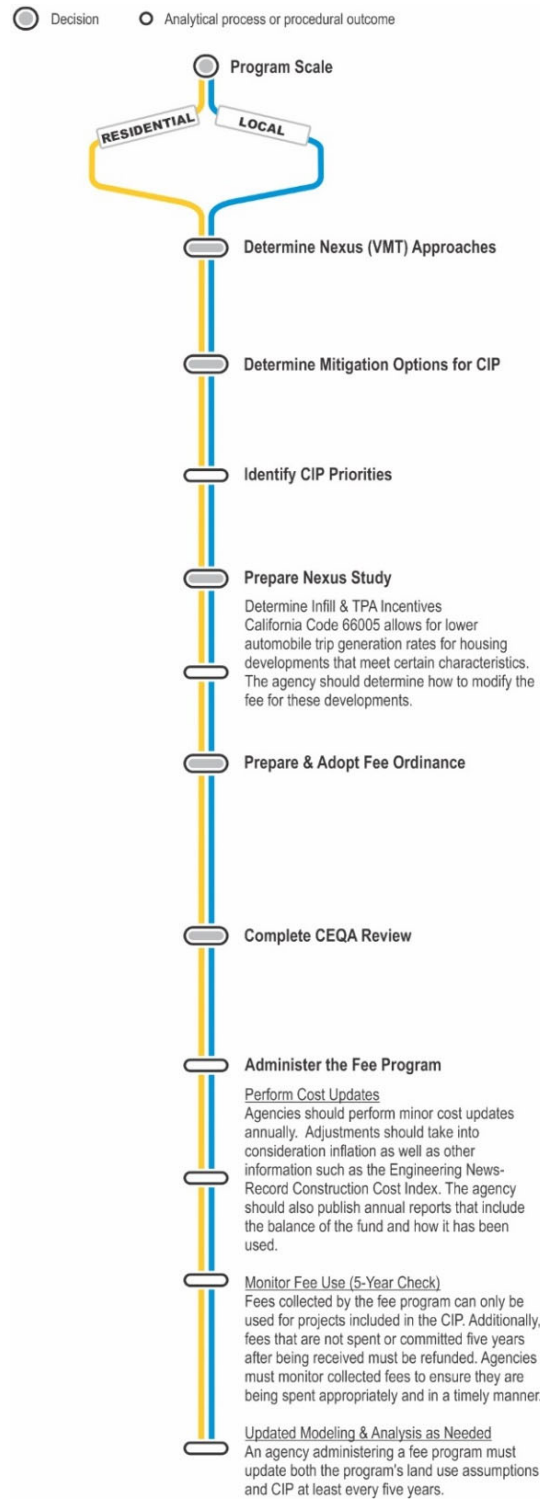 Decision
Analytical process or procedural outcome
Program Scale
RESIDENTIAL
LOCAL
Determine Nexus (VMT) Approaches
Determine Mitigation Options for CIP
Identify CIP Priorities
Prepare Nexus Study
Determine Infill & TPA Incentives
California Code 66005 allows for lower
automobile trip generation rates for housing
developments that meet certain characteristics.
The agency should determine how to modify the
fee for these developments.
Prepare & Adopt Fee Ordinance
Complete CEQA Review
Administer the Fee Program
Perform Cost Updates
Agencies should perform minor cost updates
annually. Adjustments should take into
consideration inflation as well as other
information such as the Engineering News-
Record Construction Cost Index. The agency
should also publish annual reports that include
the balance of the fund and how it has been
used.
Monitor Fee Use (5-Year Check)
Fees collected by the fee program can only be
used for projects included in the CIP. Additionally,
fees that are not spent or committed five years
after being received must be refunded. Agencies
must monitor collected fees to ensure they are
being spent appropriately and in a timely manner.
Updated Modeling & Analysis as Needed
An agency administering a fee program must
update both the program's land use assumptions
and CIP at least every five years.